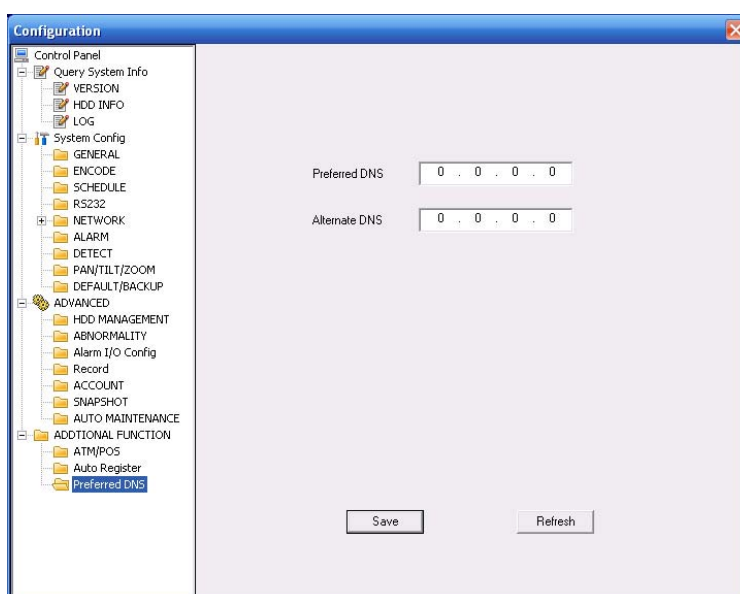 Configuration
Control Panel
Query System Info
VERSION
HDD INFO
LOG
System Config
GENERAL
ENCODE
SCHEDULE
RS232
NETWORK
ALARM
DETECT
PAN/TILT/ZOOM
DEFAULT/BACKUP
ADVANCED
HDD MANAGEMENT
ABNORMALITY
Alarm I/O Config
Record
ACCOUNT
SNAPSHOT
AUTO MAINTENANCE
ADDTIONAL FUNCTION
ATM/POS
Auto Register
Preferred DNS
Preferred DNS 0 . 0 . 0 . 0
Alternate DNS 0 . 0 . 0 . 0
Save Refresh